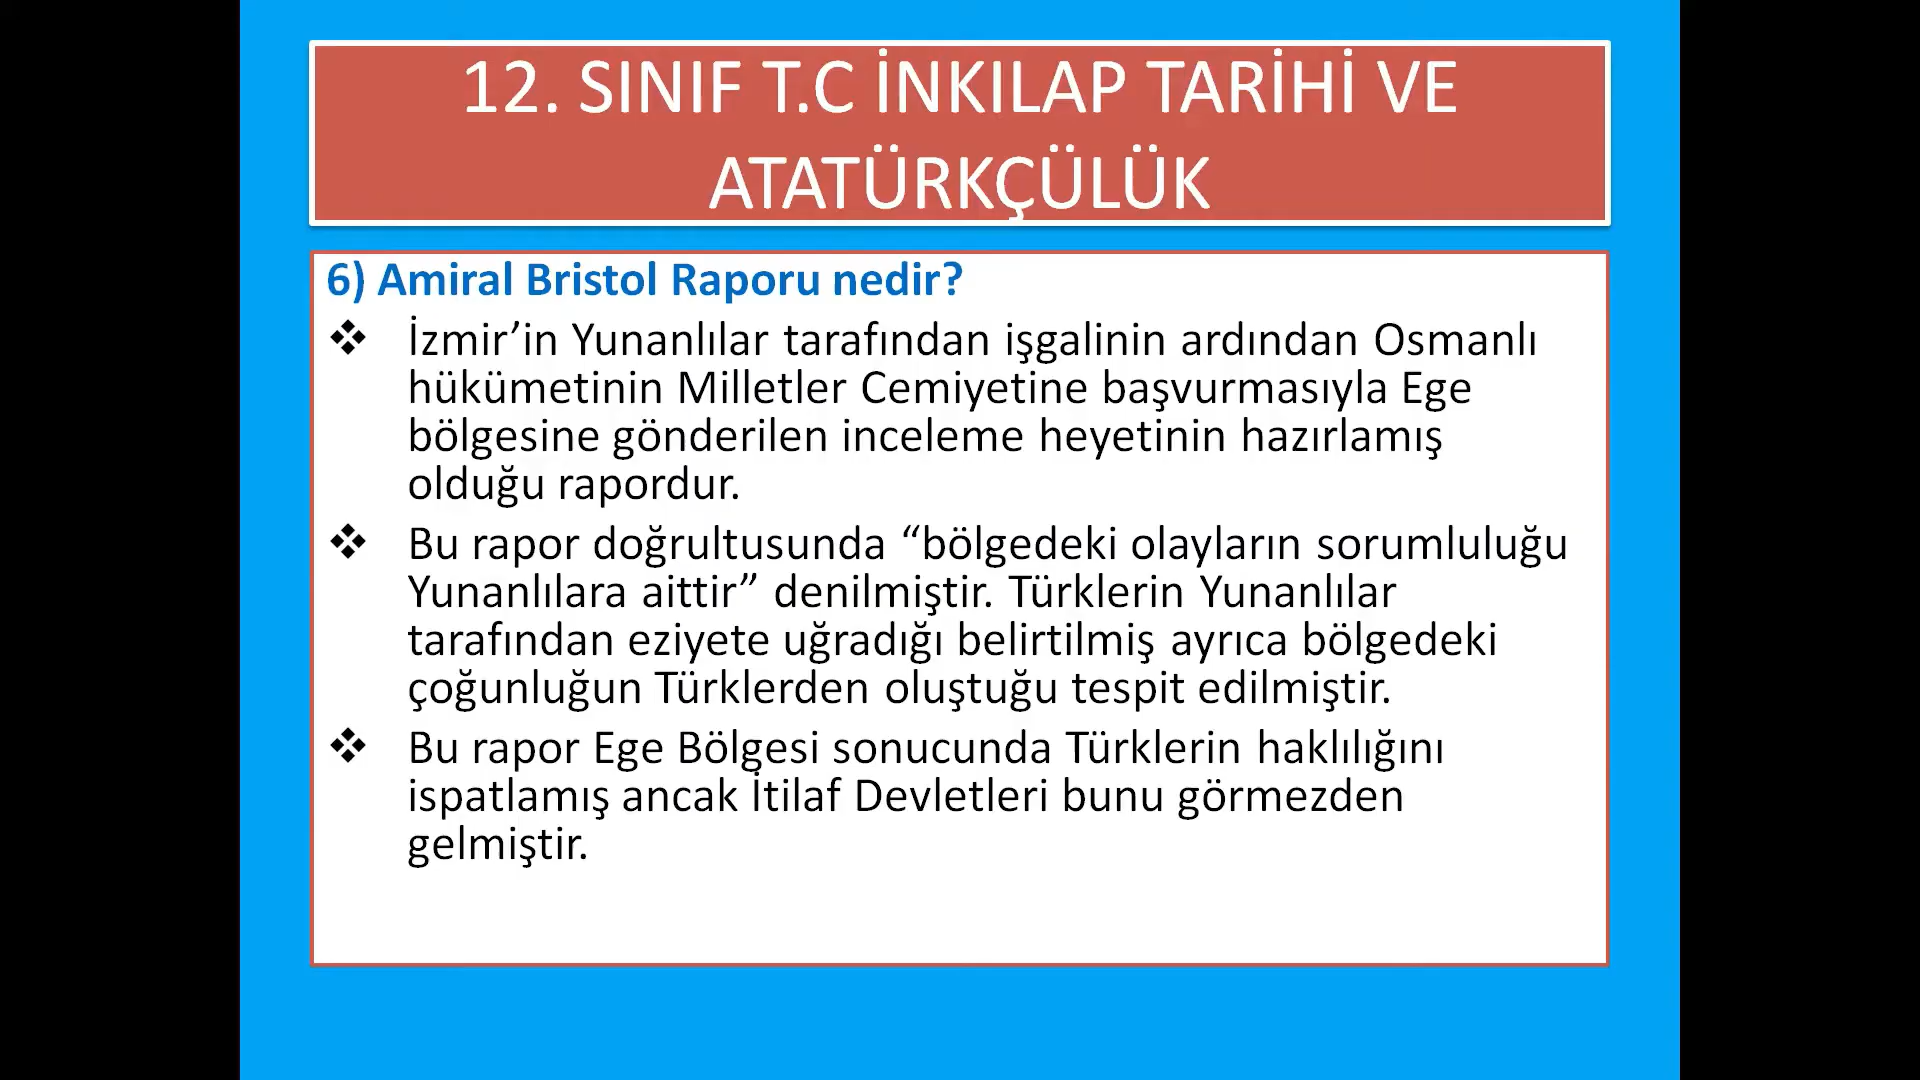 12. SINIF T.C İNKILAP TARİHİ VE
ATATÜRKÇÜLÜK
6) Amiral Bristol Raporu nedir?
❖ İzmir’in Yunanlılar tarafından işgalinin ardından Osmanlı
hükümetinin Milletler Cemiyetine başvurmasıyla Ege
bölgesine gönderilen inceleme heyetinin hazırlamış
olduğu rapordur.
❖ Bu rapor doğrultusunda “bölgedeki olayların sorumluluğu
Yunanlılara aittir” denilmiştir. Türklerin Yunanlılar
tarafından eziyete uğradığı belirtilmiş ayrıca bölgedeki
çoğunluğun Türklerden oluştuğu tespit edilmiştir.
❖ Bu rapor Ege Bölgesi sonucunda Türklerin haklılığını
ispatlamış ancak İtilaf Devletleri bunu görmezden
gelmiştir.